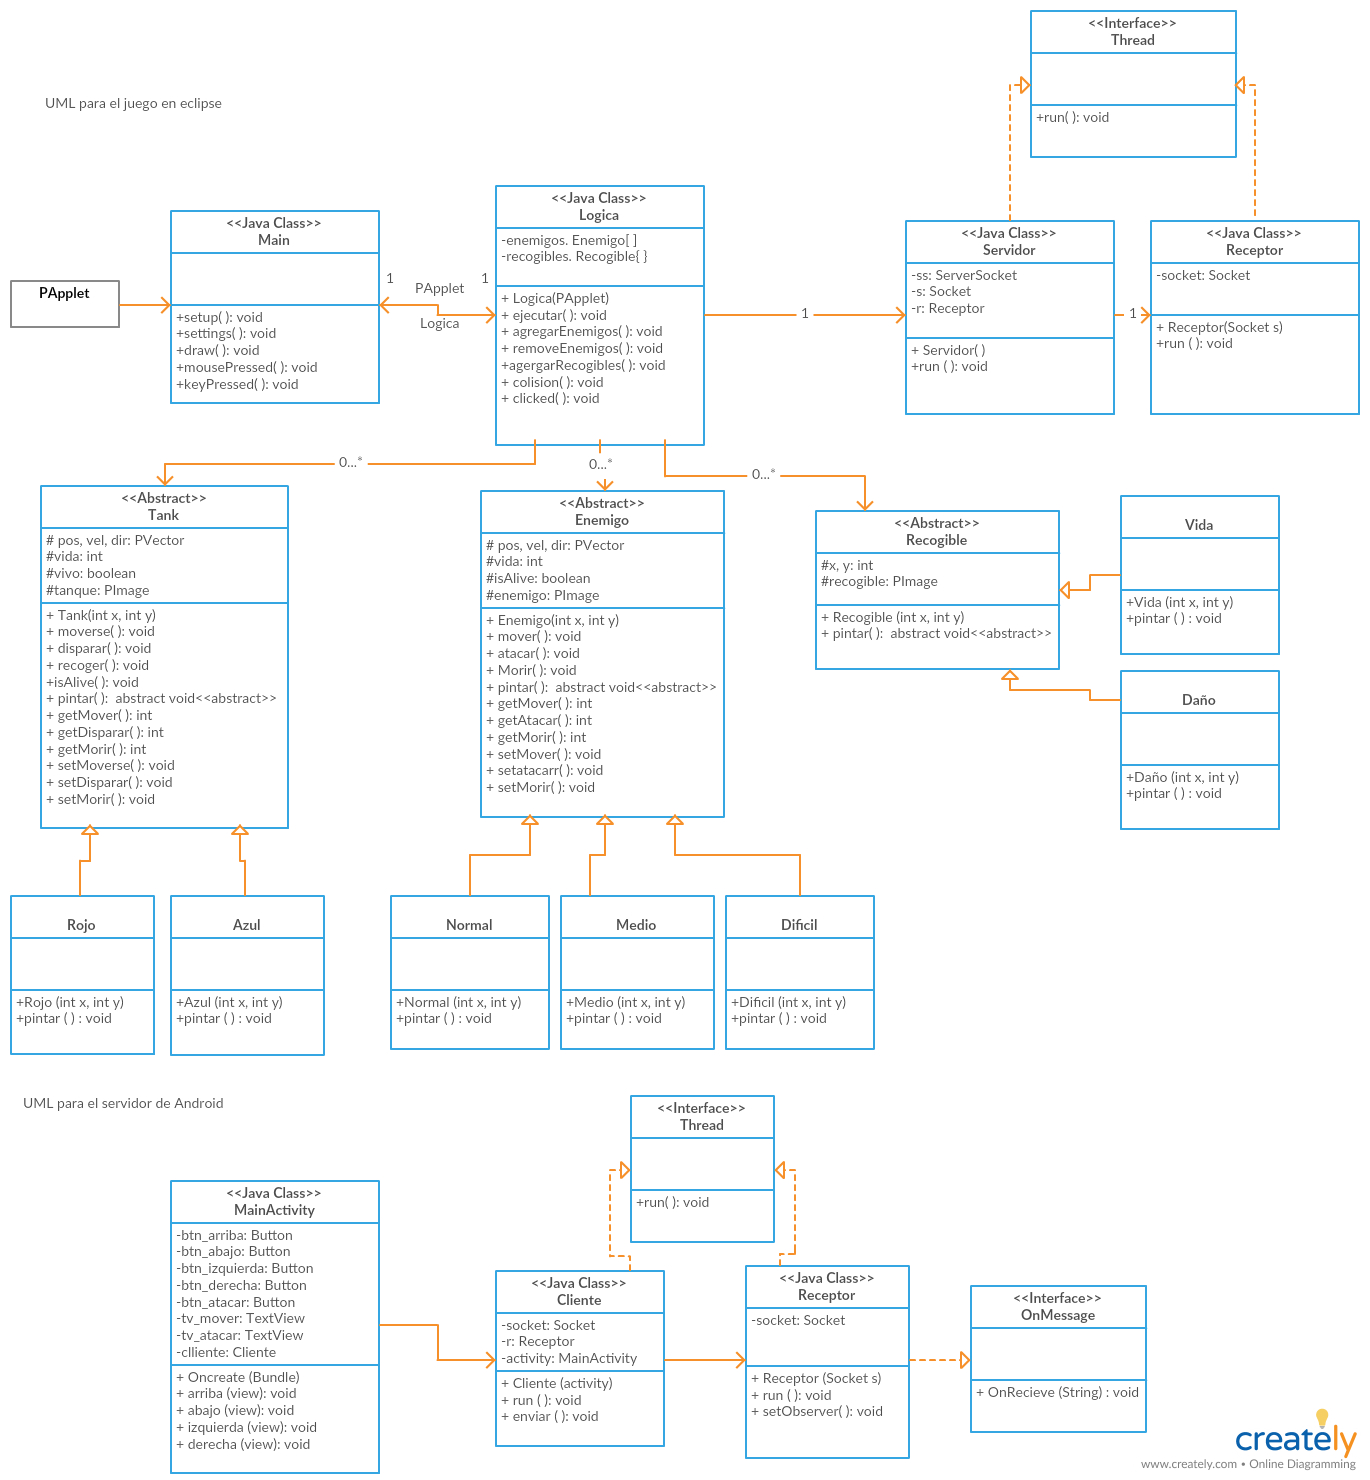 <<Interface>>
Thread
+run( ): void
UML para el juego en eclipse
<<Java Class>>
Logica
-enemigos. Enemigo[ ]
-recogibles. Recogible{ }
+ Logica(PApplet)
+ ejecutar( ): void
+ agregarEnemigos( ): void
+ removeEnemigos( ): void
+agergarRecogibles( ): void
+ colision( ): void
+ clicked( ): void
<<Java Class>>
Main
+setup( ): void
+settings( ): void
+draw( ): void
+mousePressed( ): void
+keyPressed( ): void
PApplet
1
PApplet
1
Logica
1
<<Java Class>>
Servidor
-ss: ServerSocket
-s: Socket
-r: Receptor
+ Servidor( )
+run ( ): void
1
<<Java Class>>
Receptor
-socket: Socket
+ Receptor(Socket s)
+run ( ): void
0...*
0...*
0...*
<<Abstract>>
Tank
# pos, vel, dir: PVector
#vida: int
#vivo: boolean
#tanque: PImage
+ Tank(int x, int y)
+ moverse( ): void
+ disparar( ): void
+ recoger( ): void
+isAlive( ): void
+ pintar( ):  abstract void<<abstract>>
+ getMover( ): int
+ getDisparar( ): int
+ getMorir( ): int
+ setMoverse( ): void
+ setDisparar( ): void
+ setMorir( ): void
<<Abstract>>
Enemigo
# pos, vel, dir: PVector
#vida: int
#isAlive: boolean
#enemigo: PImage
+ Enemigo(int x, int y)
+ mover( ): void
+ atacar( ): void
+ Morir( ): void
+ pintar( ):  abstract void<<abstract>>
+ getMover( ): int
+ getAtacar( ): int
+ getMorir( ): int
+ setMover( ): void
+ setatacarr( ): void
+ setMorir( ): void
<<Abstract>>
Recogible
#x, y: int
#recogible: PImage
+ Recogible (int x, int y)
+ pintar( ):  abstract void<<abstract>>
Vida
+Vida (int x, int y)
+pintar ( ) : void
Daño
+Daño (int x, int y)
+pintar ( ) : void
Rojo
+Rojo (int x, int y)
+pintar ( ) : void
Azul
+Azul (int x, int y)
+pintar ( ) : void
Normal
+Normal (int x, int y)
+pintar ( ) : void
Medio
+Medio (int x, int y)
+pintar ( ) : void
Dificil
+Dificil (int x, int y)
+pintar ( ) : void
UML para el servidor de Android
<<Interface>>
Thread
+run( ): void
<<Java Class>>
MainActivity
-btn_arriba: Button
-btn_abajo: Button
-btn_izquierda: Button
-btn_derecha: Button
-btn_atacar: Button
-tv_mover: TextView
-tv_atacar: TextView
-clliente: Cliente
+ Oncreate (Bundle)
+ arriba (view): void
+ abajo (view): void
+ izquierda (view): void
+ derecha (view): void
<<Java Class>>
Cliente
-socket: Socket
-r: Receptor
-activity: MainActivity
+ Cliente (activity)
+ run ( ): void
+ enviar ( ): void
<<Java Class>>
Receptor
-socket: Socket
+ Receptor (Socket s)
+ run ( ): void
+ setObserver( ): void
<<Interface>>
OnMessage
+ OnRecieve (String) : void
creately
www.creately.com • Online Diagramming